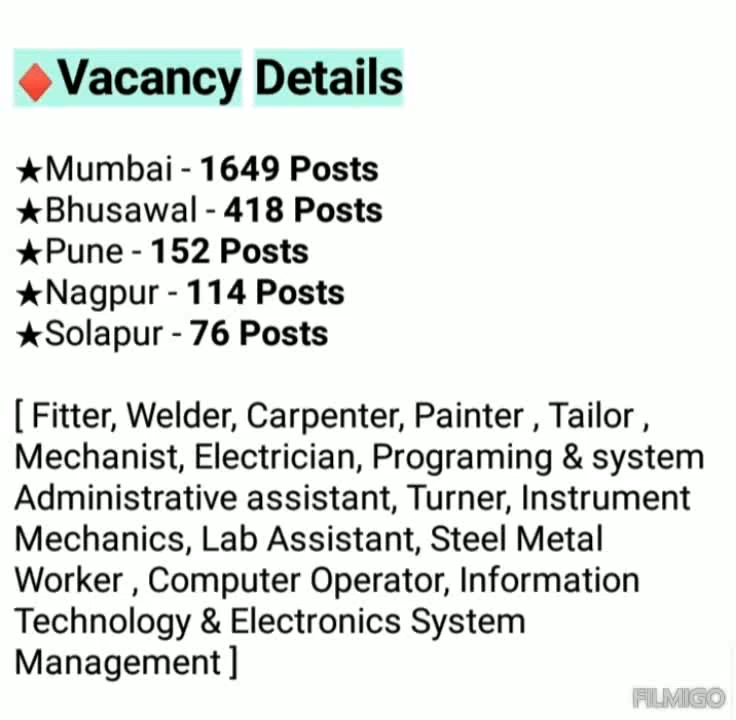 ♦Vacancy Details
★Mumbai - 1649 Posts
★Bhusawal - 418 Posts
★Pune - 152 Posts
★Nagpur - 114 Posts
★Solapur - 76 Posts
[ Fitter, Welder, Carpenter, Painter , Tailor ,
Mechanist, Electrician, Programing & system
Administrative assistant, Turner, Instrument
Mechanics, Lab Assistant, Steel Metal
Worker , Computer Operator, Information
Technology & Electronics System
Management ]
FILMIGO